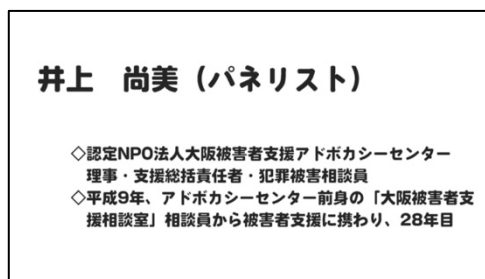 井上　尚美（パネリスト）
◇認定NPO法人大阪被害者支援アドボカシーセンター
理事・支援総括責任者・犯罪被害相談員
◇平成9年、アドボカシーセンター前身の「大阪被害者支
援相談室」相談員から被害者支援に携わり、28年目